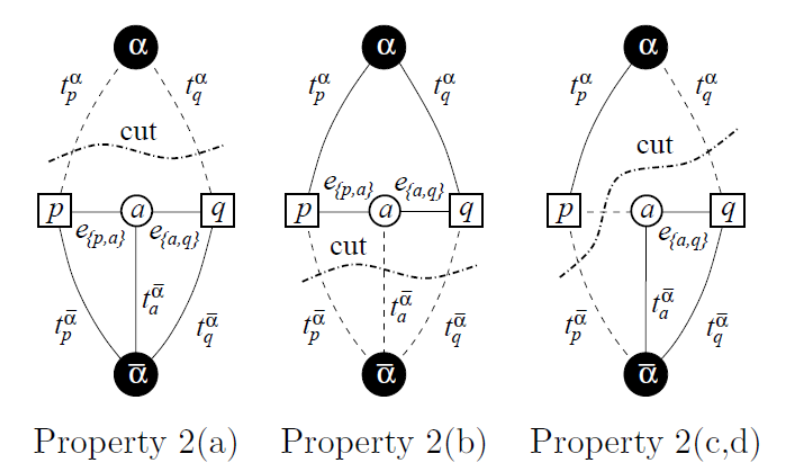 α α α
t_p^α t_q^α t_p^α t_q^α t_p^α t_q^α
cut cut
e_{p,a} e_{a,q}
p a q p a q p a q
e_{p,a} e_{a,q} cut e_{a,q}
t_a^ᾱ t_a^ᾱ t_a^ᾱ
t_p^ᾱ t_q^ᾱ t_p^ᾱ t_q^ᾱ t_p^ᾱ t_q^ᾱ
ᾱ ᾱ ᾱ
Property 2(a) Property 2(b) Property 2(c,d)